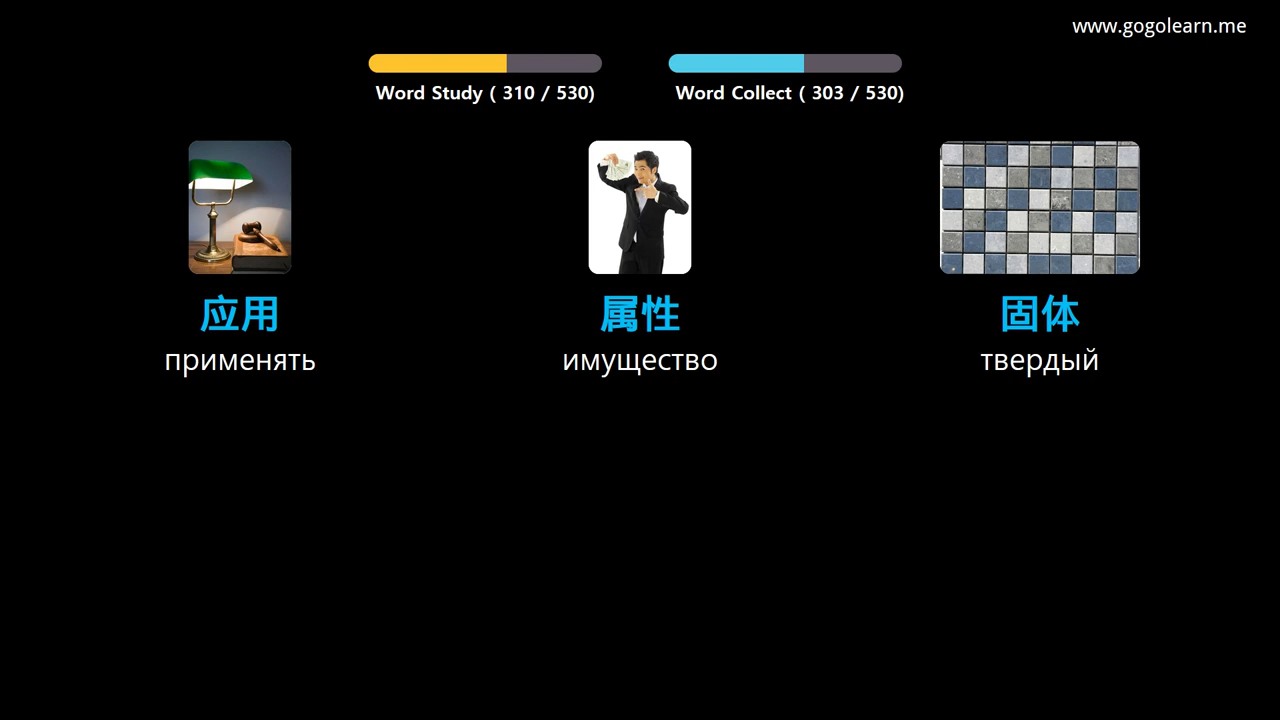 www.gogolearn.me
Word Study ( 310 / 530)
Word Collect ( 303 / 530)
应用
属性
固体
применять
имущество
твердый